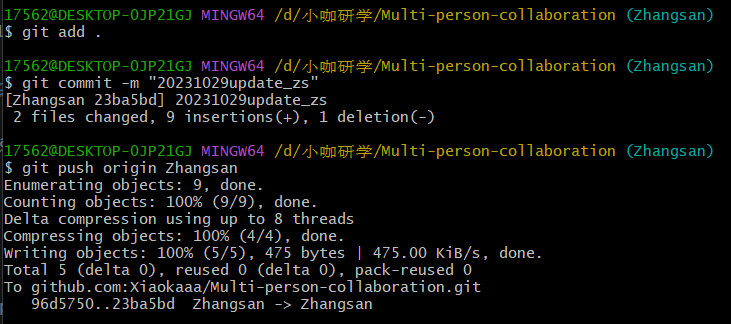 17562@DESKTOP-OJP21GJ MINGW64 /d/小咖研学/Multi-person-collaboration (Zhangsan)
$ git add .
17562@DESKTOP-OJP21GJ MINGW64 /d/小咖研学/Multi-person-collaboration (Zhangsan)
$ git commit -m "20231029update_zs"
[Zhangsan 23ba5bd] 20231029update_zs
 2 files changed, 9 insertions(+), 1 deletion(-)
17562@DESKTOP-OJP21GJ MINGW64 /d/小咖研学/Multi-person-collaboration (Zhangsan)
$ git push origin Zhangsan
Enumerating objects: 9, done.
Counting objects: 100% (9/9), done.
Delta compression using up to 8 threads
Compressing objects: 100% (4/4), done.
Writing objects: 100% (5/5), 475 bytes | 475.00 KiB/s, done.
Total 5 (delta 0), reused 0 (delta 0), pack-reused 0
To github.com:Xiaokaaa/Multi-person-collaboration.git
   96d5750..23ba5bd  Zhangsan -> Zhangsan